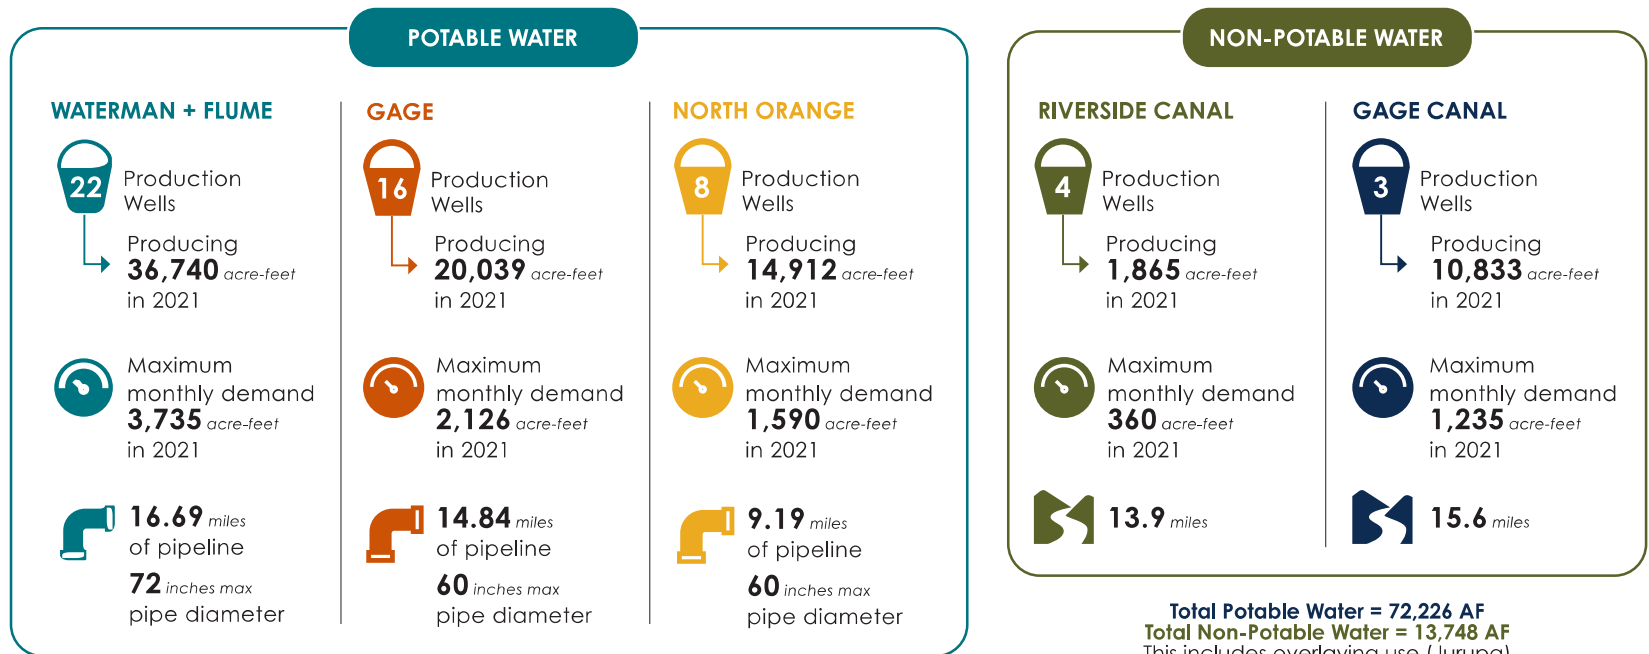 POTABLE WATER
WATERMAN + FLUME
22
Production
Wells
Producing
36,740 acre-feet
in 2021
Maximum
monthly demand
3,735 acre-feet
in 2021
16.69 miles
of pipeline
72 inches max
pipe diameter
GAGE
16
Production
Wells
Producing
20,039 acre-feet
in 2021
Maximum
monthly demand
2,126 acre-feet
in 2021
14.84 miles
of pipeline
60 inches max
pipe diameter
NORTH ORANGE
8
Production
Wells
Producing
14,912 acre-feet
in 2021
Maximum
monthly demand
1,590 acre-feet
in 2021
9.19 miles
of pipeline
60 inches max
pipe diameter
NON-POTABLE WATER
RIVERSIDE CANAL
4
Production
Wells
Producing
1,865 acre-feet
in 2021
Maximum
monthly demand
360 acre-feet
in 2021
13.9 miles
GAGE CANAL
3
Production
Wells
Producing
10,833 acre-feet
in 2021
Maximum
monthly demand
1,235 acre-feet
in 2021
15.6 miles
Total Potable Water = 72,226 AF
Total Non-Potable Water = 13,748 AF
This includes overlaying use (Jurupa)